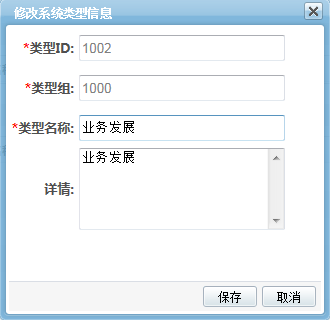 修改系统类型信息
*类型ID: 1002
*类型组: 1000
*类型名称: 业务发展
详情: 业务发展
保存 取消